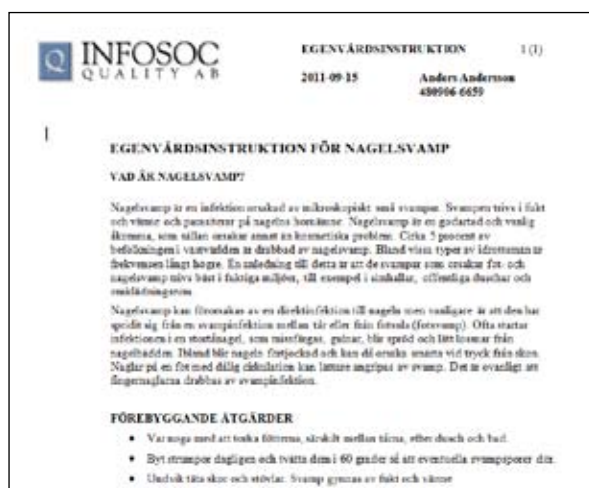 INFOSOC
QUALITY AB
EGENVÅRDSINSTRUKTION 1 (1)
2011-09-15 Anders Andersson
480906-6659
EGENVÅRDSINSTRUKTION FÖR NAGELSVAMP
VAD ÄR NAGELSVAMP?
Nagelsvamp är en infektion orsakad av mikroskopiskt små svampar. Svampen trivs i fukt
och värme och parasiterar på nagelns hornämne. Nagelsvamp är en godartad och vanlig
åkomma, som sällan orsakar annat än kosmetiska problem. Cirka 5 procent av
befolkningen i västvärlden är drabbad av nagelsvamp. Bland vissa typer av idrottsmän är
frekvensen långt högre. En anledning till detta är att de svampar som orsakar fot- och
nagelsvamp trivs bäst i fuktiga miljöer, till exempel i simhallar, offentliga duschar och
omklädningsrum
Nagelsvamp kan förorsakas av en direktinfektion till nageln men vanligare är att den har
spridit sig från en svampinfektion mellan tår eller från fotsula (fotsvamp). Ofta startar
infektionen i en stortånagel, som missfärgas, gulnar, blir spröd och lätt lossnar från
nagelbädden. Ibland blir nageln förtjockad och kan då orsaka smärta vid tryck från skon.
Naglar på en fot med dålig cirkulation kan lättare angripas av svamp. Det är ovanligt att
fingernaglarna drabbas av svampinfektion.
FÖREBYGGANDE ÅTGÄRDER
• Var noga med att torka fötterna, särskilt mellan tårna, efter dusch och bad.
• Byt strumpor dagligen och tvätta dem i 60 grader så att eventuella svampsporer dör.
• Undvik täta skor och stövlar. Svamp gynnas av fukt och värme